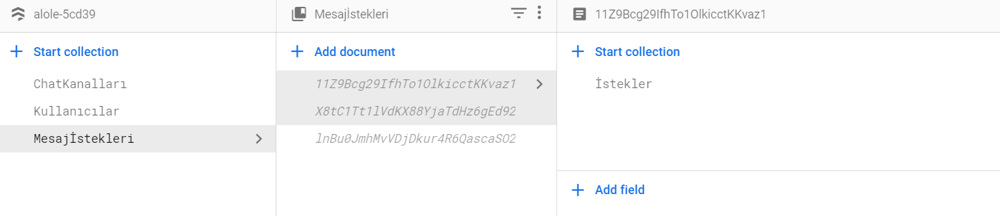 alole-5cd39
Mesajİstekleri
11Z9Bcg29IfhTo1OlkicctKKvaz1
Start collection
Add document
Start collection
ChatKanalları
Kullanıcılar
Mesajİstekleri
11Z9Bcg29IfhTo1OlkicctKKvaz1
X8tC1Tt1lVdKX88YjaTdHz6gEd92
lnBu0JmhMvVDjDkur4R6QascaSO2
İstekler
Add field